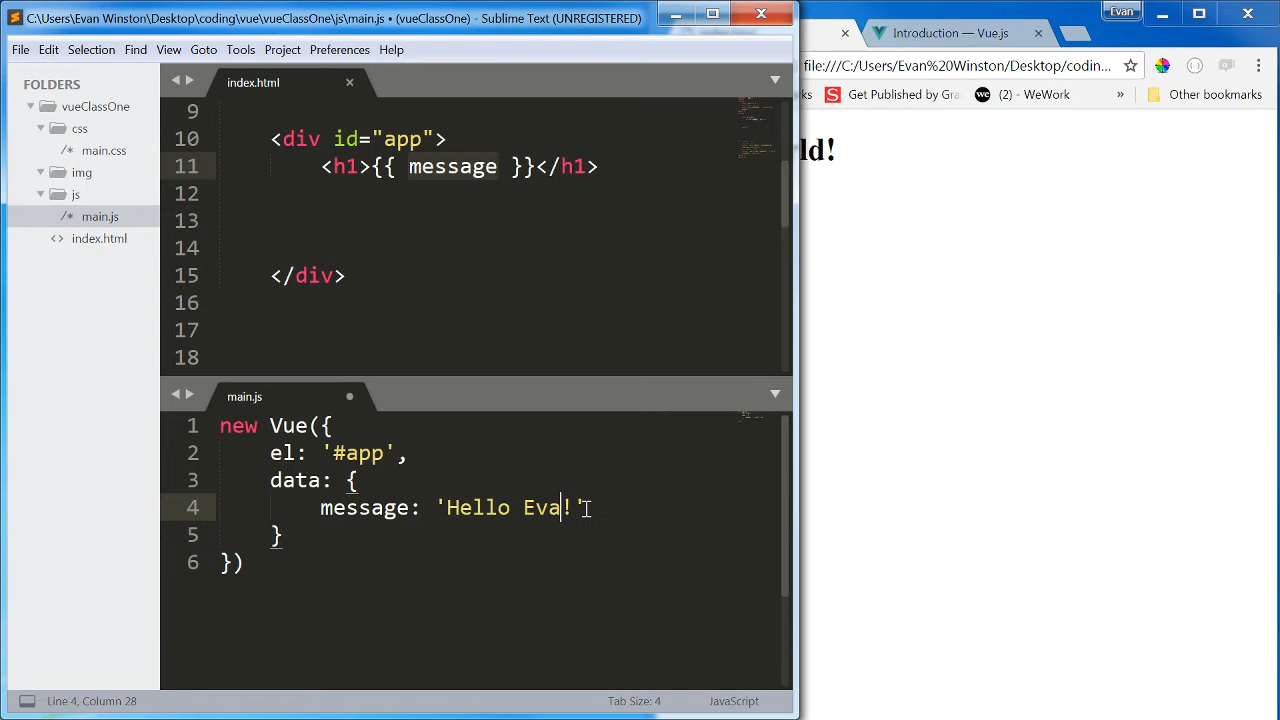 C:\Users\Evan Winston\Desktop\coding\vue\vueClassOne\js\main.js • (vueClassOne) - Sublime Text (UNREGISTERED)
File Edit Selection Find View Goto Tools Project Preferences Help
FOLDERS
vueClassOne
css
/* main.css
img
js
/* main.js
<> index.html
index.html
9
10 <div id="app">
11 <h1>{{ message }}</h1>
12
13
14
15 </div>
16
17
18
main.js
1 new Vue({
2 el: '#app',
3 data: {
4 message: 'Hello Eva!'
5 }
6 })
Line 4, Column 28 Tab Size: 4 JavaScript
Evan
Introduction — Vue.js
file:///C:/Users/Evan%20Winston/Desktop/coding...
ks S Get Published by Gra w (2) - WeWork » Other bookmarks
ld!